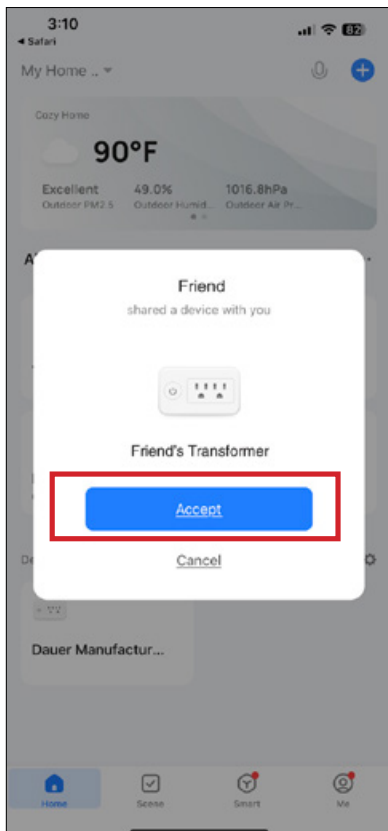 3:10
82
◀ Safari
My Home ..
Cozy Home
90°F
Excellent
49.0%
1016.8hPa
Outdoor PM2.5
Outdoor Humid...
Outdoor Air Pr...
A
Friend
shared a device with you
Friend's Transformer
Accept
Cancel
De
Dauer Manufactur...
Home
Scene
Smart
Me